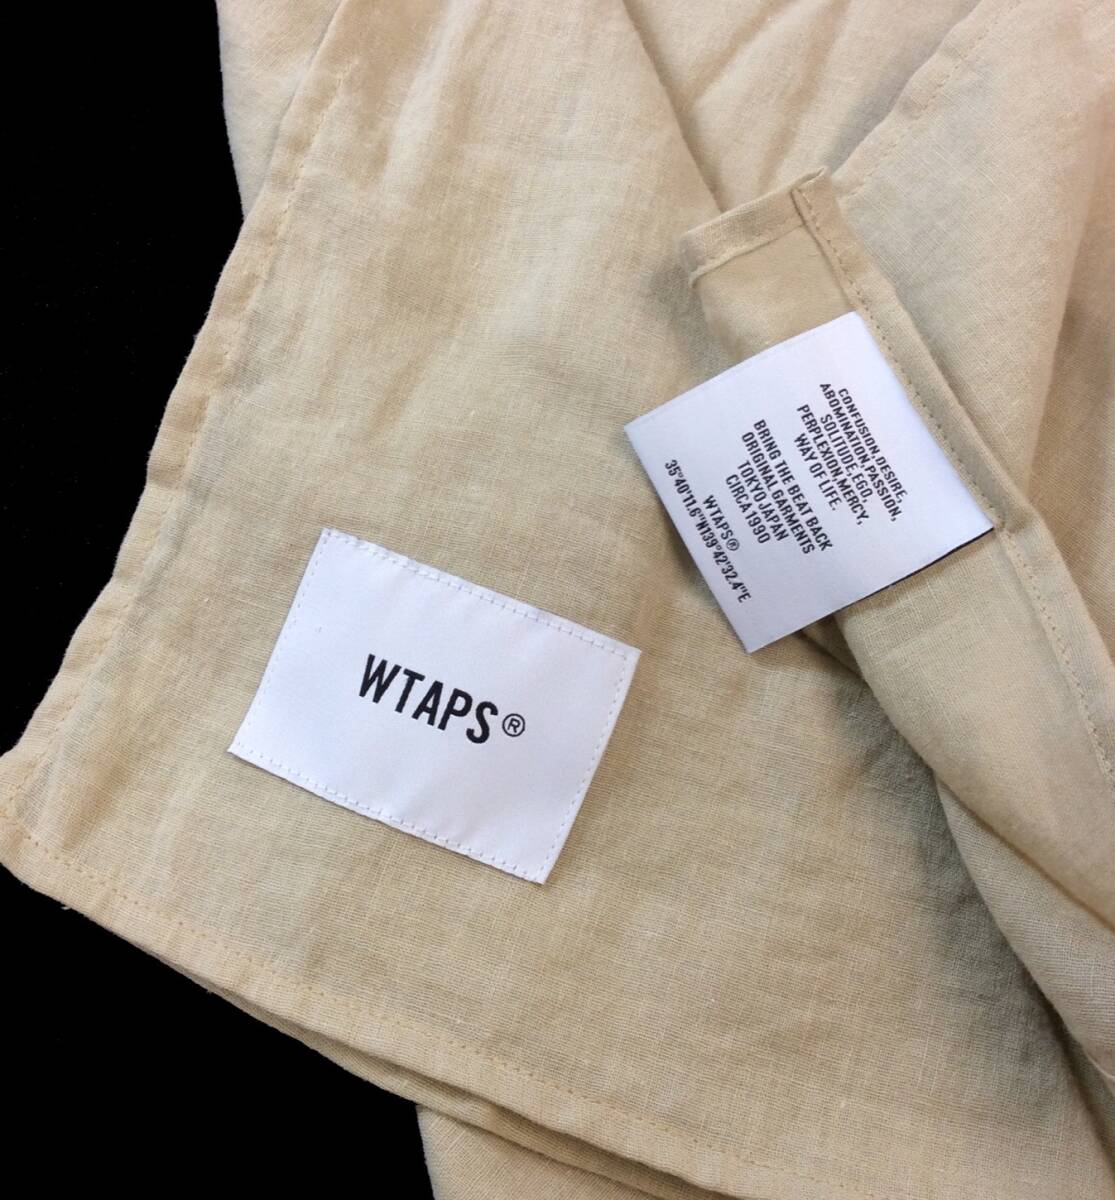 WTAPS®
CONFUSION,DESIRE,
ABOMINATION,PASSION,
SOLITUDE,EGO,
PERPLEXION,MERCY,
WAY OF LIFE.
BRING THE BEAT BACK
ORIGINAL GARMENTS
TOKYO JAPAN
CIRCA 1990
WTAPS®
35°40'11.6"N139°42'32.4"E